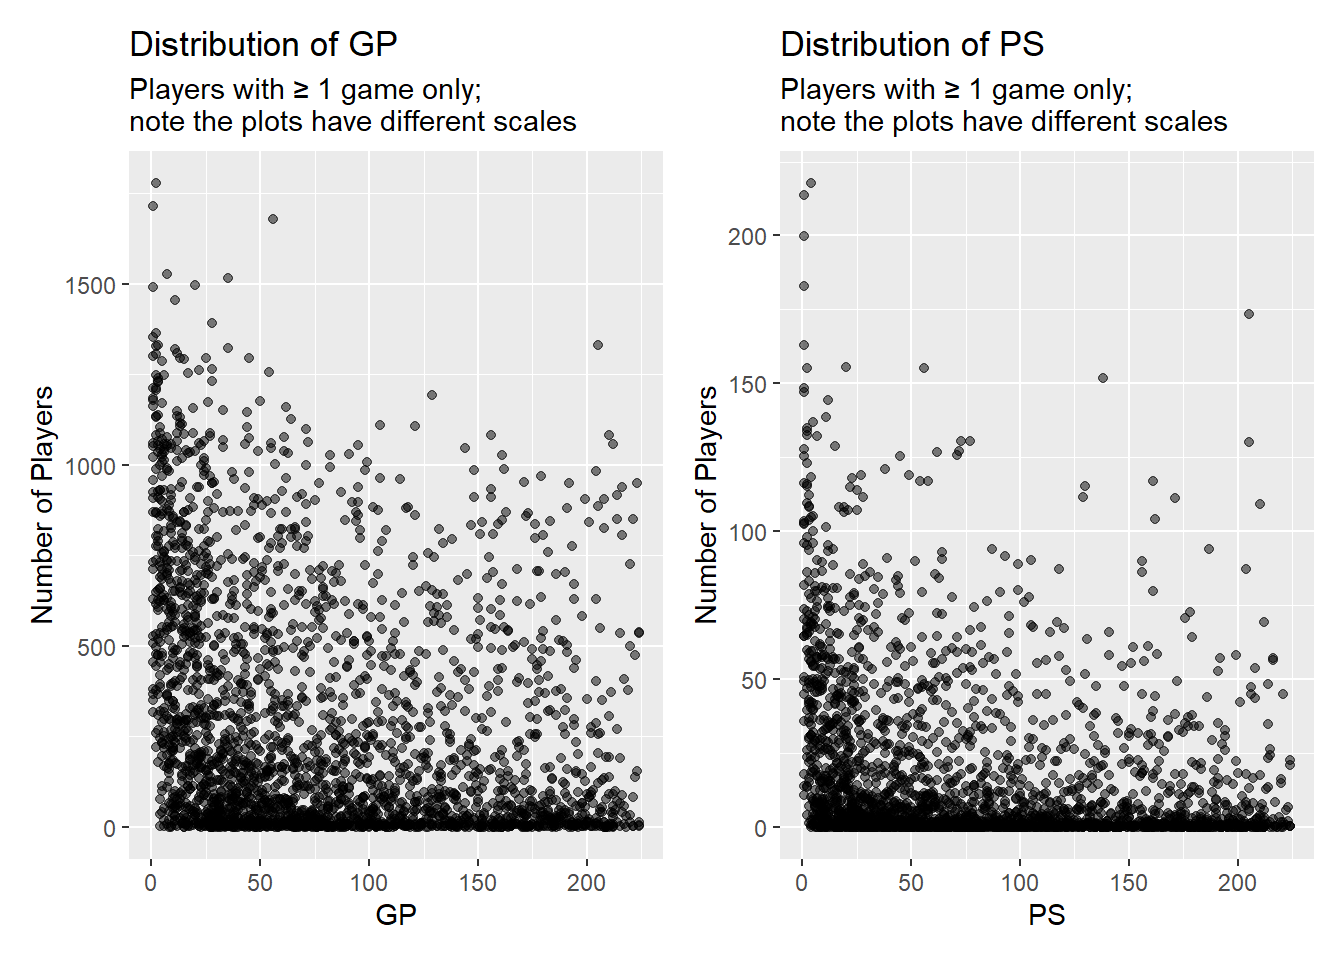 Distribution of GP
Players with ≥ 1 game only;
note the plots have different scales
Number of Players
1500
1000
500
0
0 50 100 150 200
GP
Distribution of PS
Players with ≥ 1 game only;
note the plots have different scales
Number of Players
200
150
100
50
0
0 50 100 150 200
PS